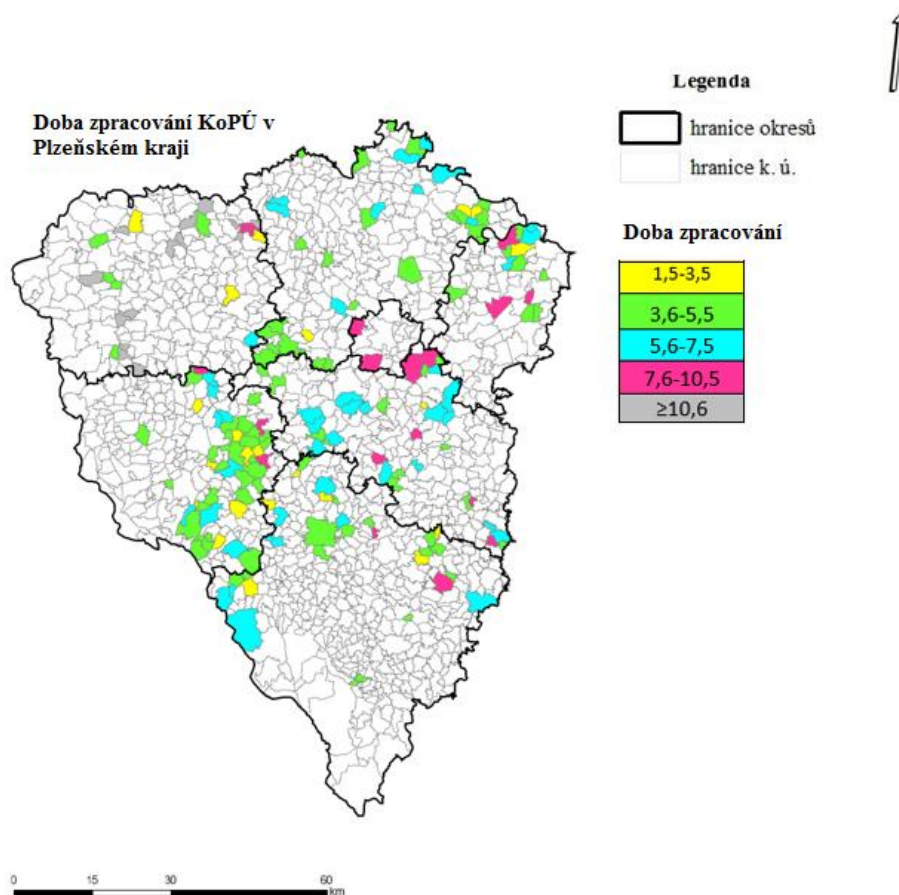 Doba zpracování KoPÚ v
Plzeňském kraji
Legenda
hranice okresů
hranice k. ú.
Doba zpracování
1,5-3,5
3,6-5,5
5,6-7,5
7,6-10,5
≥10,6
0 15 30 60
km